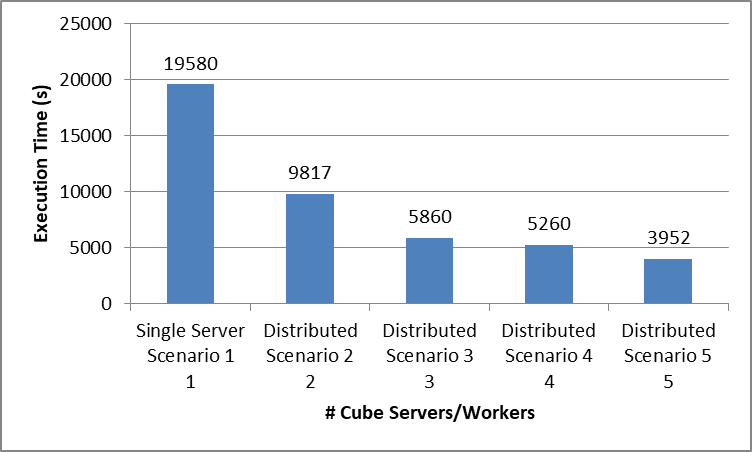 25000
20000
15000
10000
5000
0
Execution Time (s)
19580
9817
5860
5260
3952
Single Server
Scenario 1
1
Distributed
Scenario 2
2
Distributed
Scenario 3
3
Distributed
Scenario 4
4
Distributed
Scenario 5
5
# Cube Servers/Workers